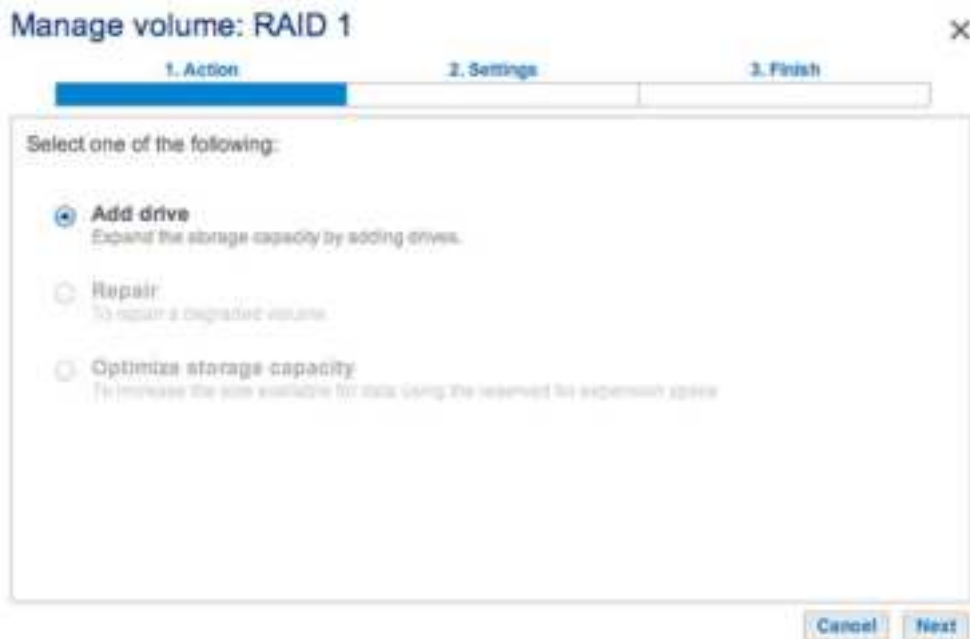 Manage volume: RAID 1
1. Action
2. Settings
3. Finish
Select one of the following:
Add drive
Expand the storage capacity by adding drives.
Repair
To repair a degraded volume.
Optimize storage capacity
To increase the size available for data using the reserved for expansion space
Cancel
Next